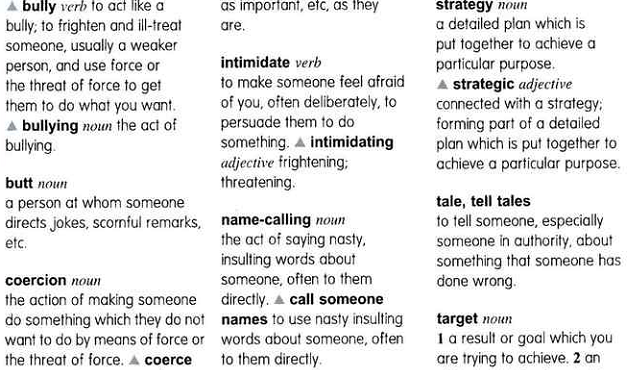 ▲ bully verb to act like a
bully; to frighten and ill-treat
someone, usually a weaker
person, and use force or
the threat of force to get
them to do what you want.
▲ bullying noun the act of
bullying.
butt noun
a person at whom someone
directs jokes, scornful remarks,
etc.
coercion noun
the action of making someone
do something which they do not
want to do by means of force or
the threat of force. ▲ coerce
as important, etc, as they
are.
intimidate verb
to make someone feel afraid
of you, often deliberately, to
persuade them to do
something. ▲ intimidating
adjective frightening;
threatening.
name-calling noun
the act of saying nasty,
insulting words about
someone, often to them
directly. ▲ call someone
names to use nasty insulting
words about someone, often
to them directly.
strategy noun
a detailed plan which is
put together to achieve a
particular purpose.
▲ strategic adjective
connected with a strategy;
forming part of a detailed
plan which is put together to
achieve a particular purpose.
tale, tell tales
to tell someone, especially
someone in authority, about
something that someone has
done wrong.
target noun
1 a result or goal which you
are trying to achieve. 2 an